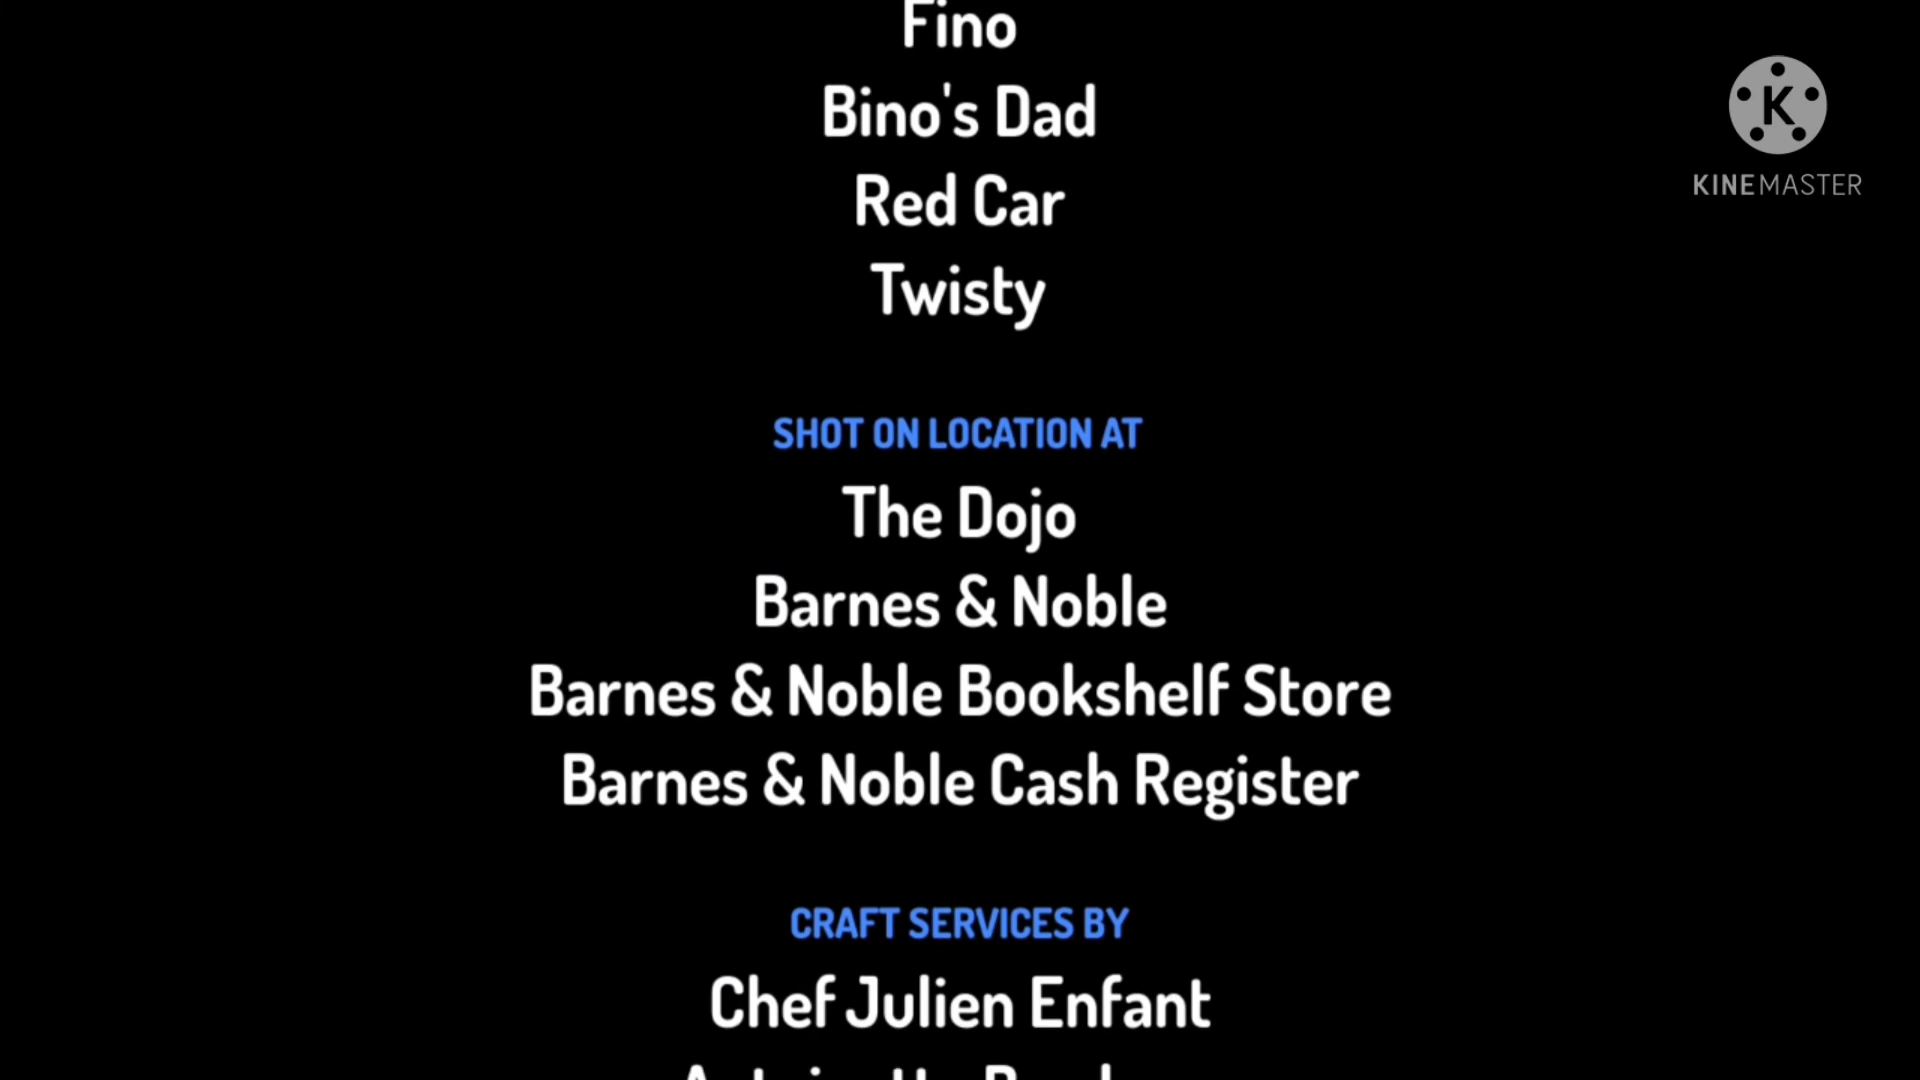 Fino
Bino's Dad
Red Car
Twisty
SHOT ON LOCATION AT
The Dojo
Barnes & Noble
Barnes & Noble Bookshelf Store
Barnes & Noble Cash Register
CRAFT SERVICES BY
Chef Julien Enfant
K
KINEMASTER